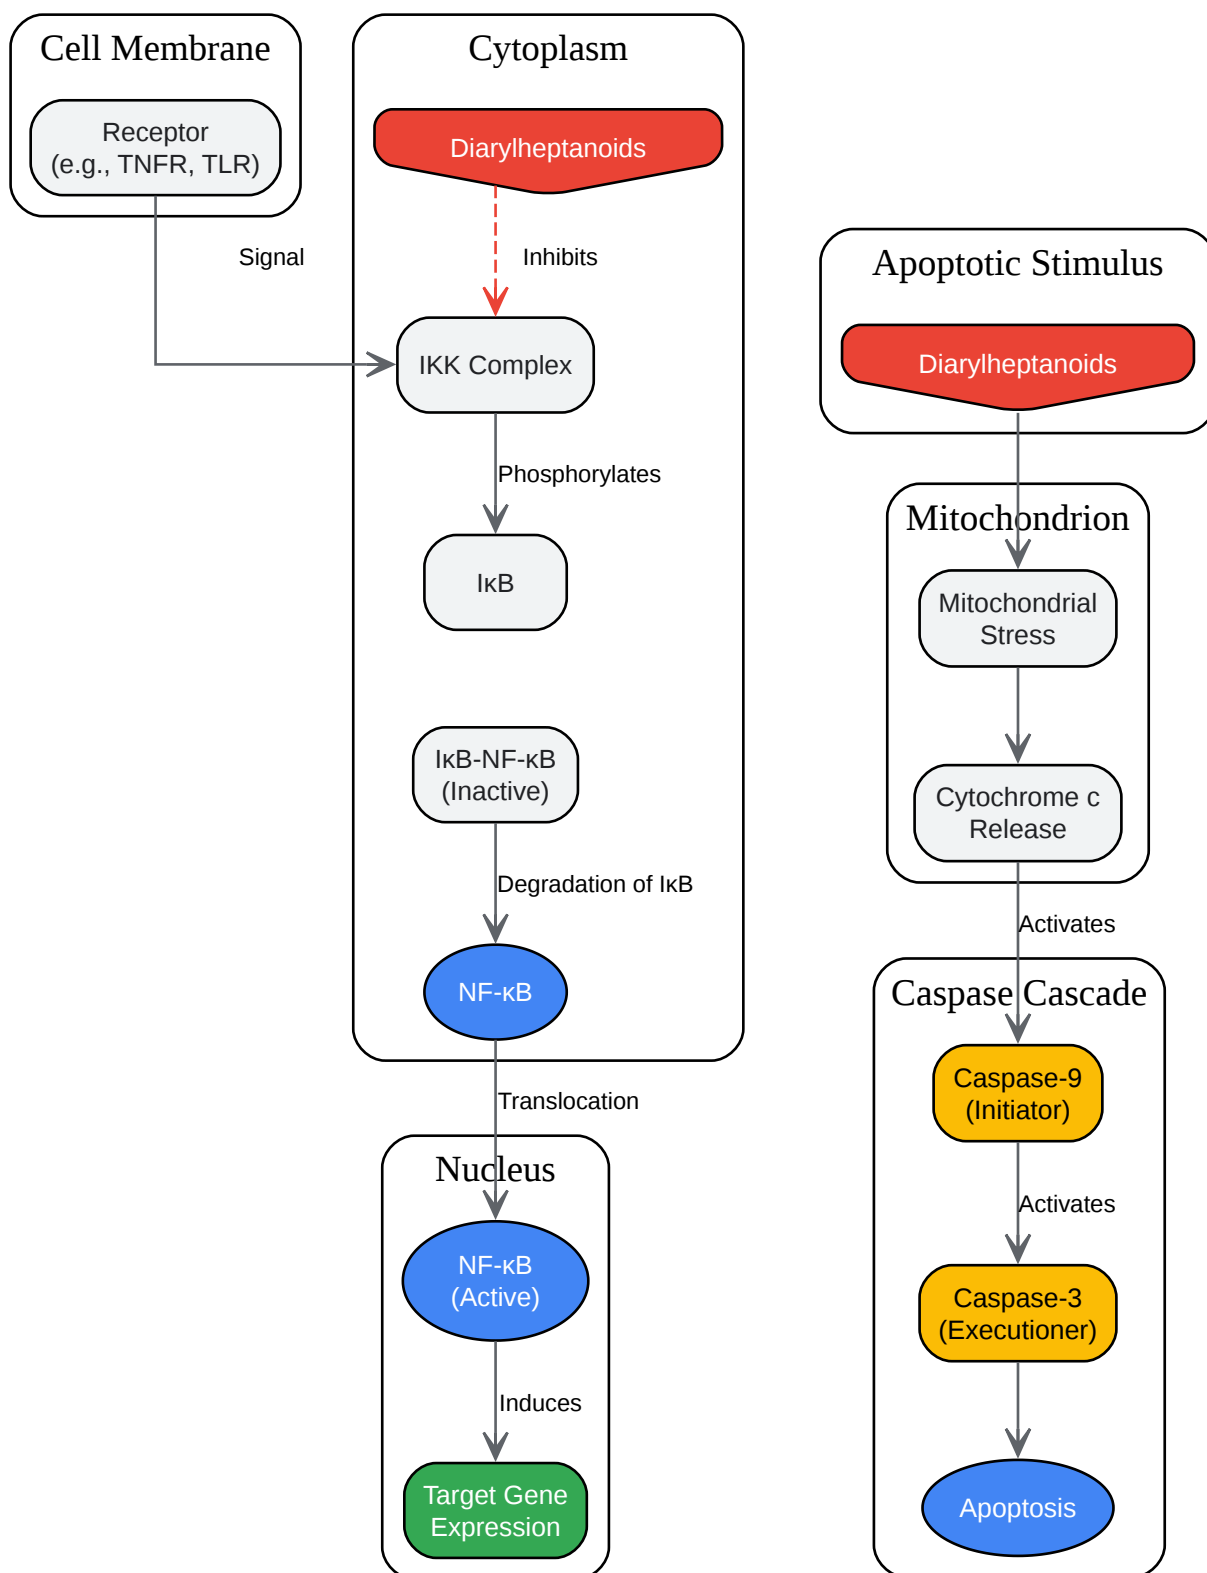 Cell Membrane
Receptor
(e.g., TNFR, TLR)
Signal
Cytoplasm
Diarylheptanoids
Inhibits
IKK Complex
Phosphorylates
IκB
IκB-NF-κB
(Inactive)
Degradation of IκB
NF-κB
Translocation
Nucleus
NF-κB
(Active)
Induces
Target Gene
Expression
Apoptotic Stimulus
Diarylheptanoids
Mitochondrion
Mitochondrial
Stress
Cytochrome c
Release
Activates
Caspase Cascade
Caspase-9
(Initiator)
Activates
Caspase-3
(Executioner)
Apoptosis